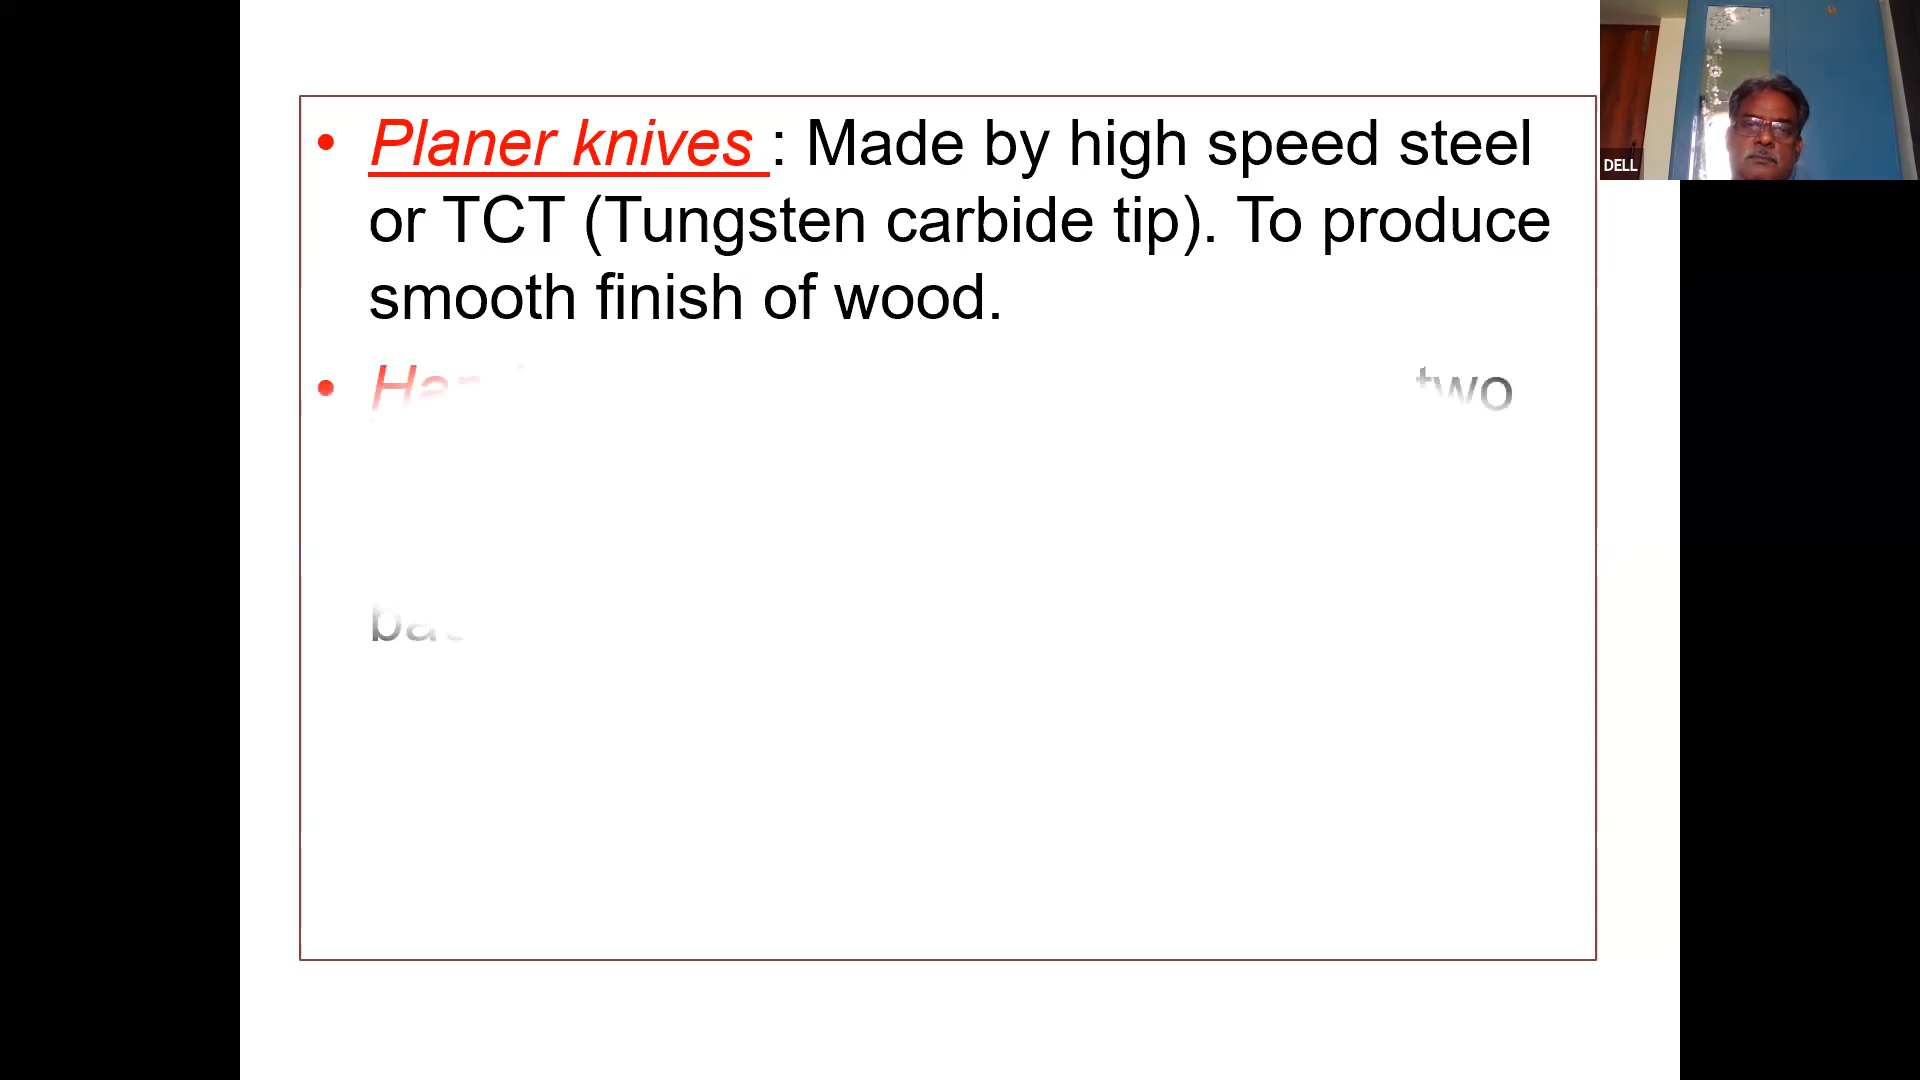 • Planer knives : Made by high speed steel
or TCT (Tungsten carbide tip). To produce
smooth finish of wood.
• two
DELL